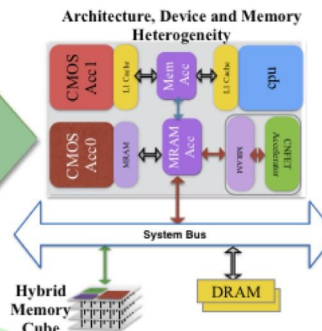 Architecture, Device and Memory
Heterogeneity
CMOS
Acc1
L1 Cache
Mem
Acc
L1 Cache
cpu
CMOS
Acc0
MRAM
MRAM
Acc
MRAM
CNFET
Accelerator
System Bus
Hybrid
Memory
Cube
DRAM